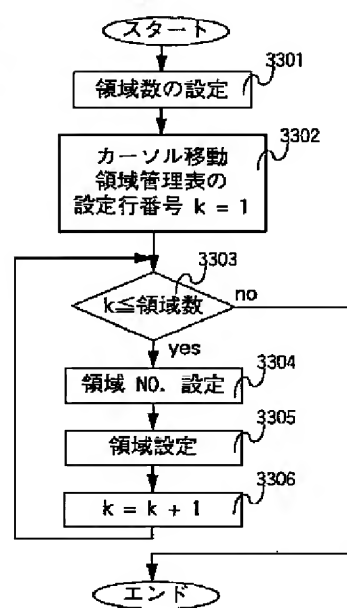 スタート
3301
領域数の設定
3302
カーソル移動
領域管理表の
設定行番号 k = 1
3303
k≦領域数
no
yes
3304
領域 NO. 設定
3305
領域設定
3306
k = k + 1
エンド